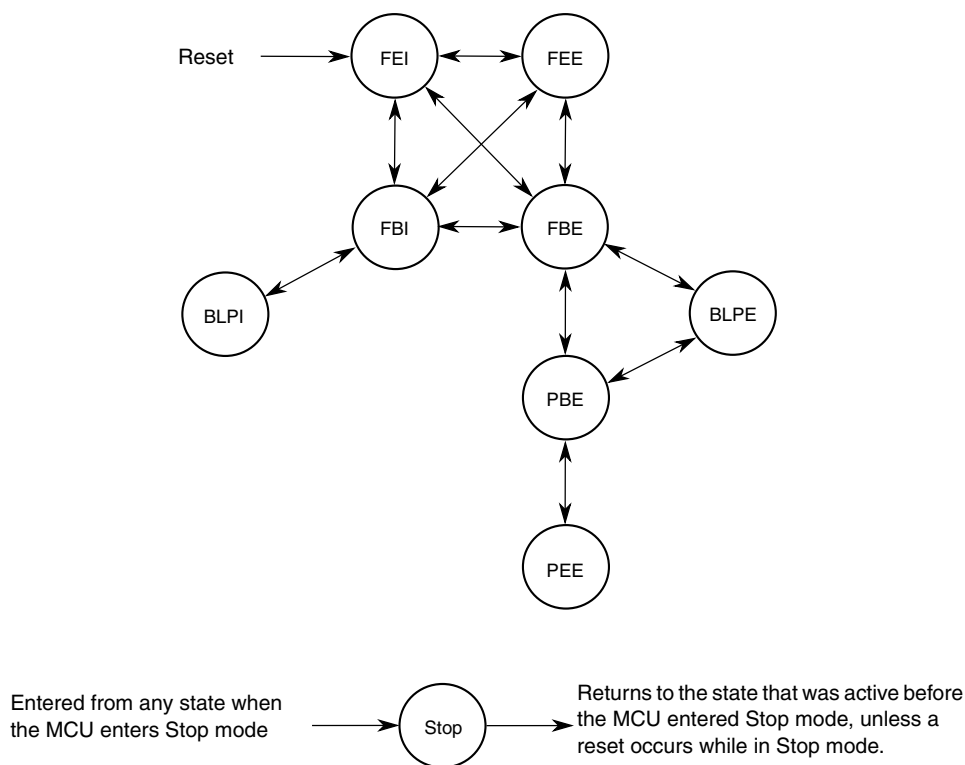 Reset
FEI
FEE
FBI
FBE
BLPI
BLPE
PBE
PEE
Entered from any state when
the MCU enters Stop mode
Stop
Returns to the state that was active before
the MCU entered Stop mode, unless a
reset occurs while in Stop mode.